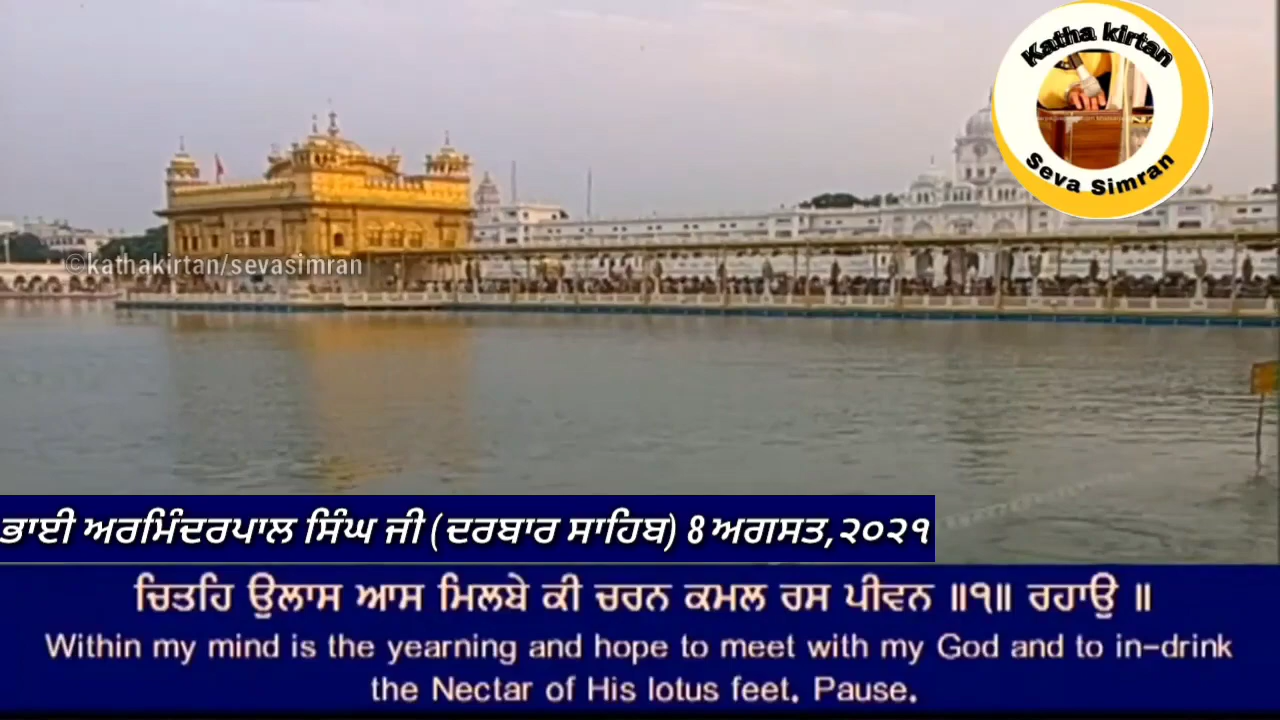 Katha kirtan
Seva Simran
©kathakirtan/sevasimran
ਭਾਈ ਅਰਮਿੰਦਰਪਾਲ ਸਿੰਘ ਜੀ (ਦਰਬਾਰ ਸਾਹਿਬ) 8 ਅਗਸਤ,੨੦੨੧
ਚਿਤਹਿ ਉਲਾਸ ਆਸ ਮਿਲਬੇ ਕੀ ਚਰਨ ਕਮਲ ਰਸ ਪੀਵਨ ॥੧॥ ਰਹਾਉ ॥
Within my mind is the yearning and hope to meet with my God and to in-drink
the Nectar of His lotus feet. Pause.